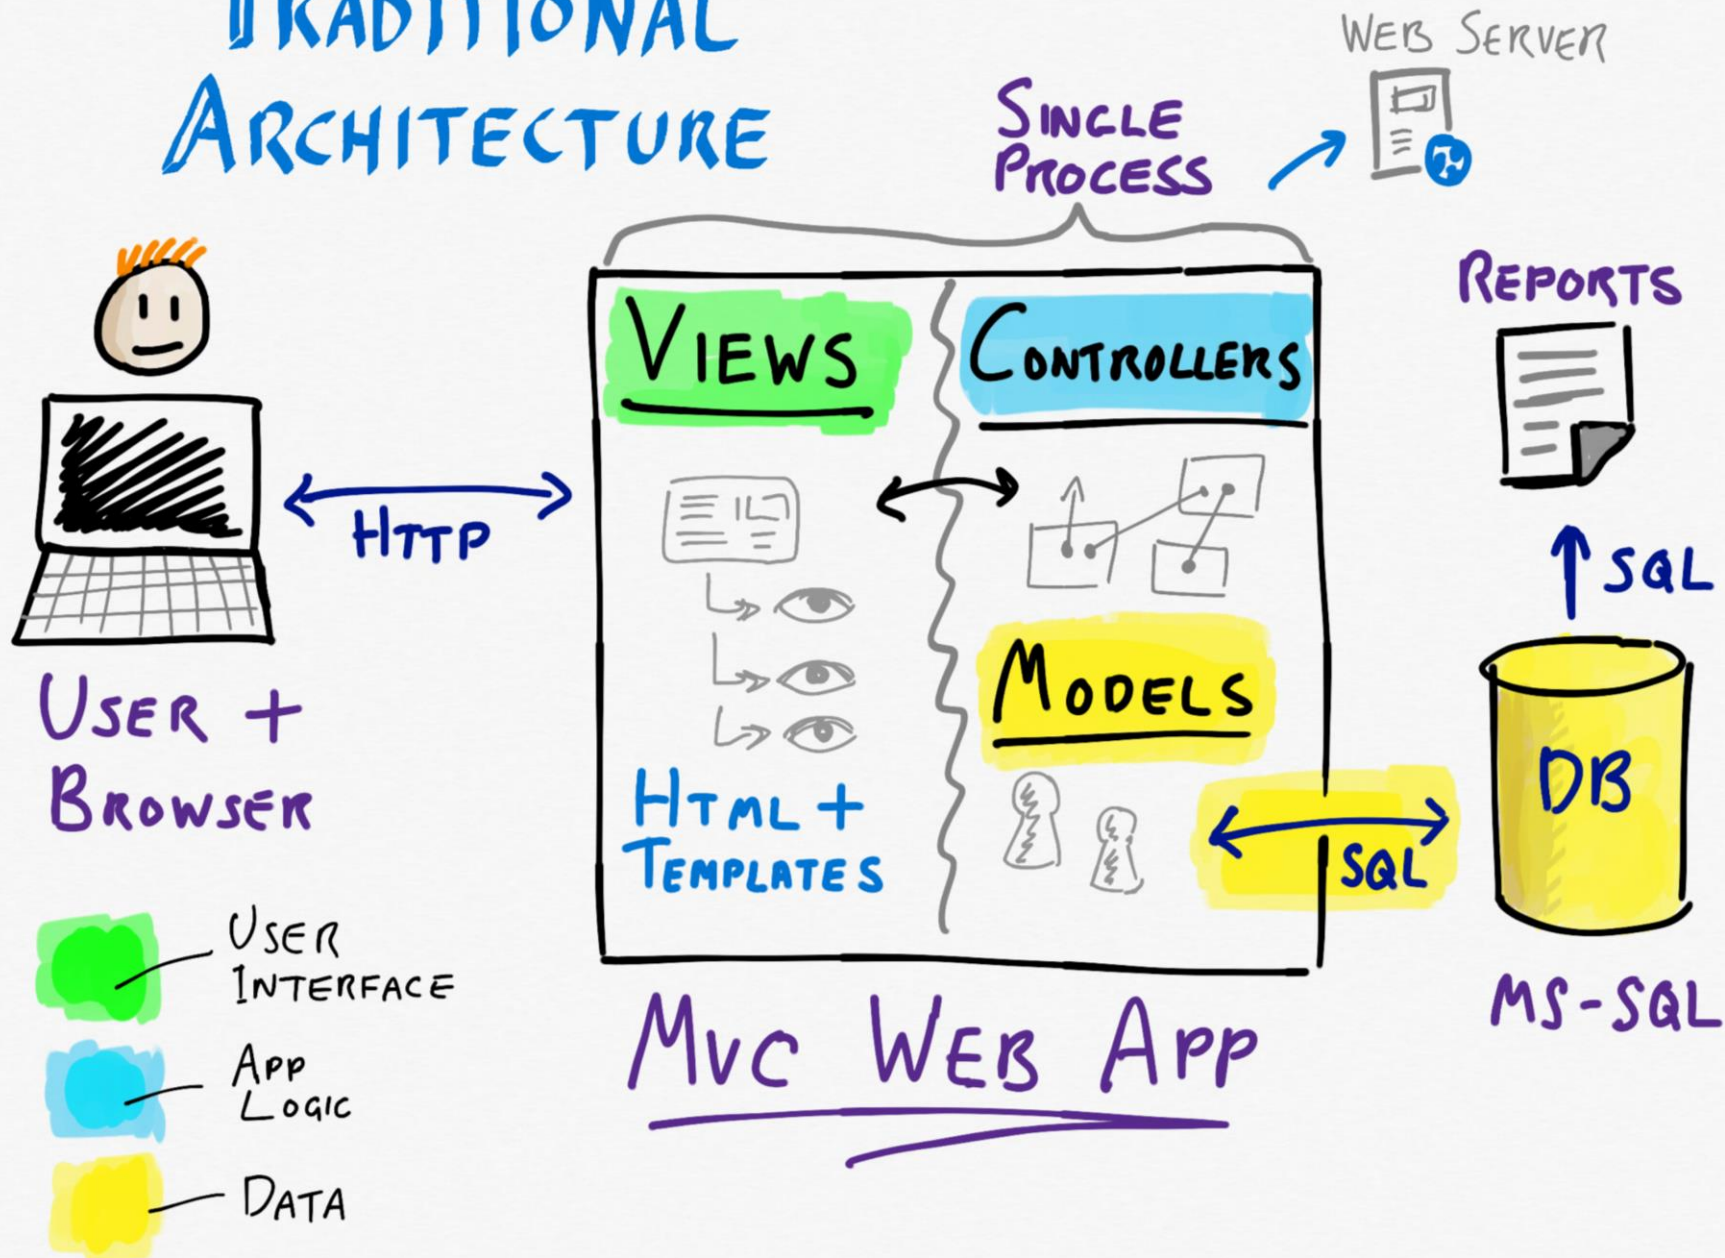 TRADITIONAL
ARCHITECTURE
WEB SERVER
SINGLE
PROCESS
REPORTS
VIEWS
CONTROLLERS
HTTP
SQL
MODELS
USER +
BROWSER
HTML +
TEMPLATES
SQL
DB
MS-SQL
MVC WEB APP
USER
INTERFACE
APP
LOGIC
DATA